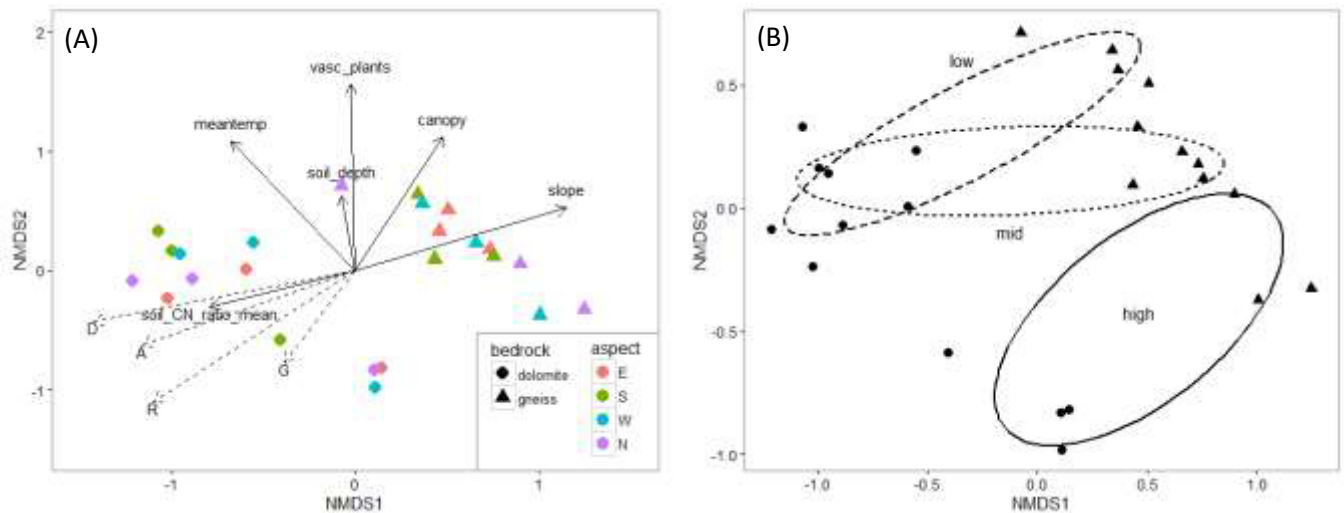 (A)
2
1
0
-1
NMDS2
vasc_plants
meantemp
canopy
soil_depth
slope
soil_CN_ratio_mean
D
A
R
G
bedrock
dolomite
gneiss
aspect
E
S
W
N
-1
0
1
NMDS1
(B)
0.5
0.0
-0.5
-1.0
NMDS2
low
mid
high
-1.0
-0.5
0.0
0.5
1.0
NMDS1